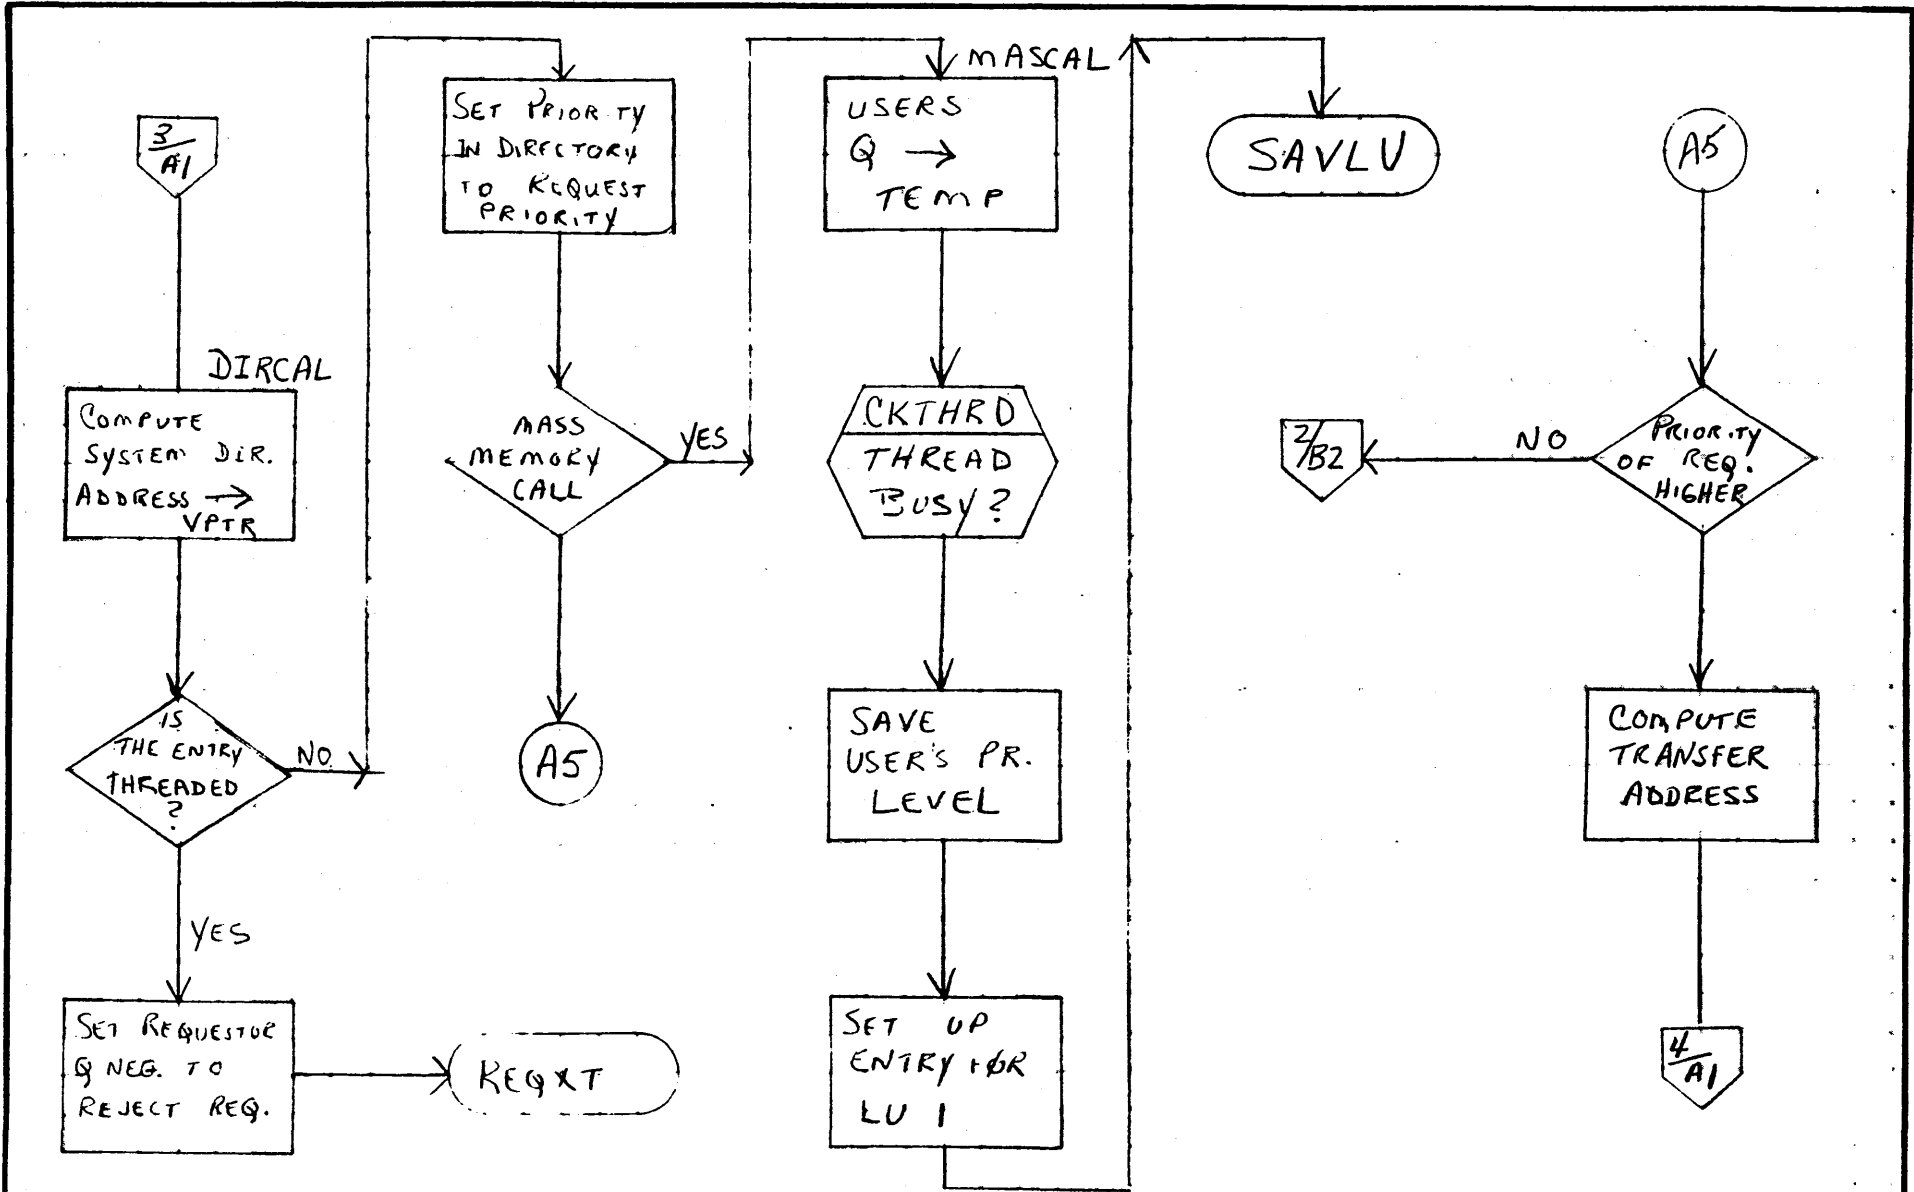 3/A1
DIRCAL
COMPUTE
SYSTEM DIR.
ADDRESS →
VPTR
IS
THE ENTRY
THREADED
?
NO
YES
SET REQUESTOR
Q NEG. TO
REJECT REQ.
REQXT
SET PRIORITY
IN DIRECTORY
TO REQUEST
PRIORITY
MASS
MEMORY
CALL
YES
A5
MASCAL
USERS
Q →
TEMP
CKTHRD
THREAD
BUSY?
SAVE
USER'S PR.
LEVEL
SET UP
ENTRY FØR
LU 1
SAVLU
A5
PRIORITY
OF REQ.
HIGHER
NO
2/B2
COMPUTE
TRANSFER
ADDRESS
4/A1